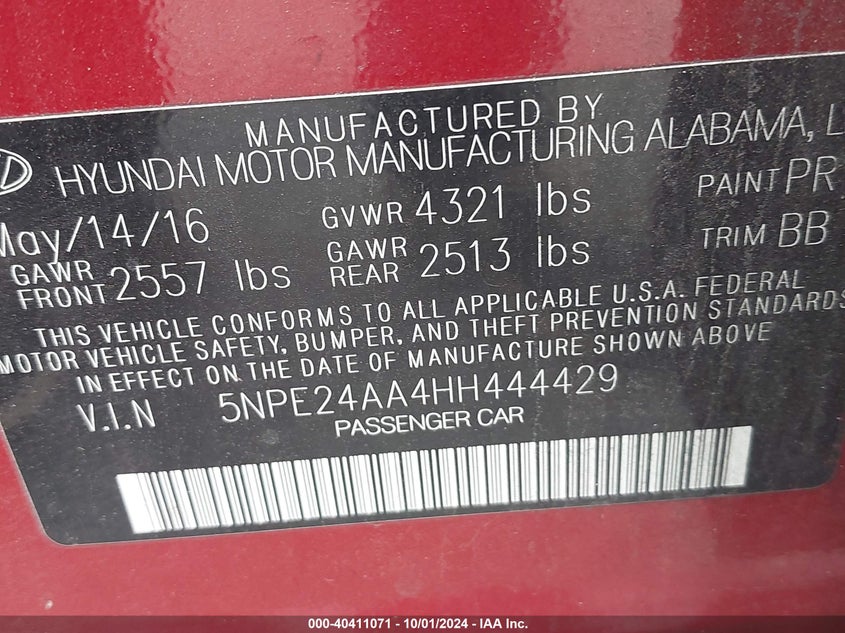 MANUFACTURED BY
HYUNDAI MOTOR MANUFACTURING ALABAMA, L
May/14/16 GVWR 4321 lbs PAINT PR
GAWR FRONT 2557 lbs GAWR REAR 2513 lbs TRIM BB
THIS VEHICLE CONFORMS TO ALL APPLICABLE U.S.A. FEDERAL
MOTOR VEHICLE SAFETY, BUMPER, AND THEFT PREVENTION STANDARDS
IN EFFECT ON THE DATE OF MANUFACTURE SHOWN ABOVE
V.I.N 5NPE24AA4HH444429
PASSENGER CAR
000-40411071 - 10/01/2024 - IAA Inc.